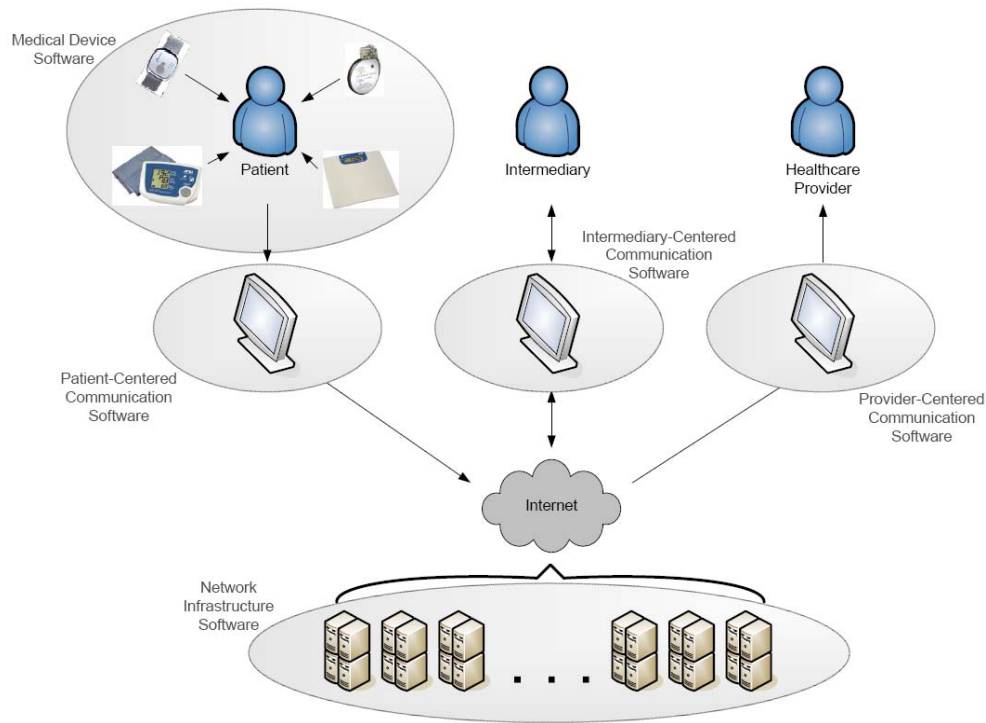 Medical Device
Software
Patient
Intermediary
Healthcare
Provider
Intermediary-Centered
Communication
Software
Patient-Centered
Communication
Software
Provider-Centered
Communication
Software
Internet
Network
Infrastructure
Software